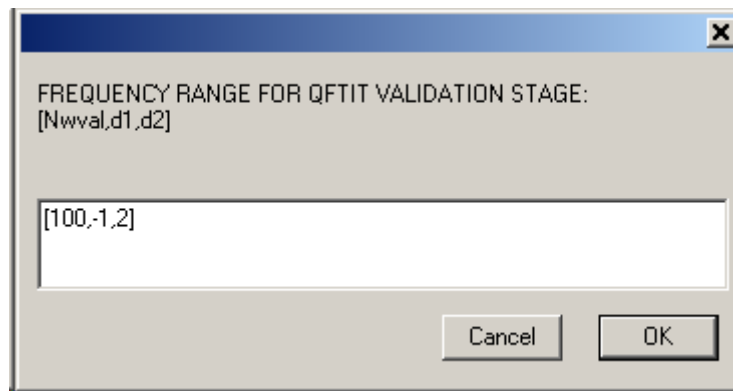 FREQUENCY RANGE FOR QFTIT VALIDATION STAGE:
[Nwval,d1,d2]
[100,-1,2]
Cancel OK